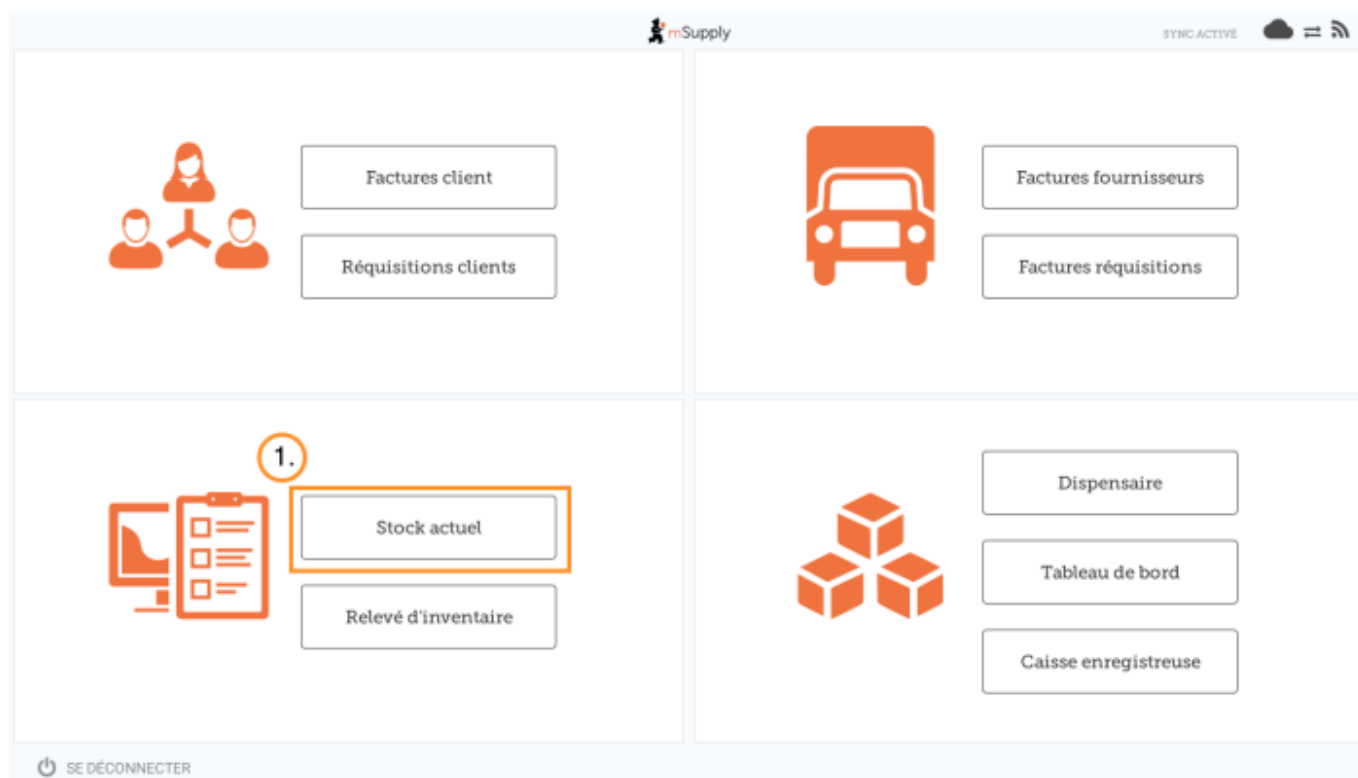 mSupply
SYNC ACTIVÉ
Factures client
Réquisitions clients
Factures fournisseurs
Factures réquisitions
1.
Stock actuel
Relevé d'inventaire
Dispensaire
Tableau de bord
Caisse enregistreuse
SE DÉCONNECTER